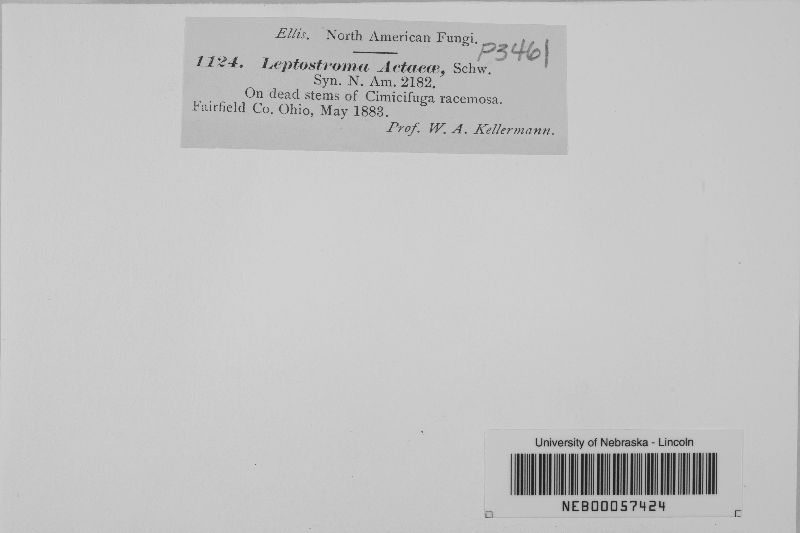 Ellis. North American Fungi.
P3461
1124. Leptostroma Actaeæ, Schw.
Syn. N. Am. 2182.
On dead stems of Cimicifuga racemosa.
Fairfield Co. Ohio, May 1883.
Prof. W. A. Kellermann.
University of Nebraska - Lincoln
NEB00057424